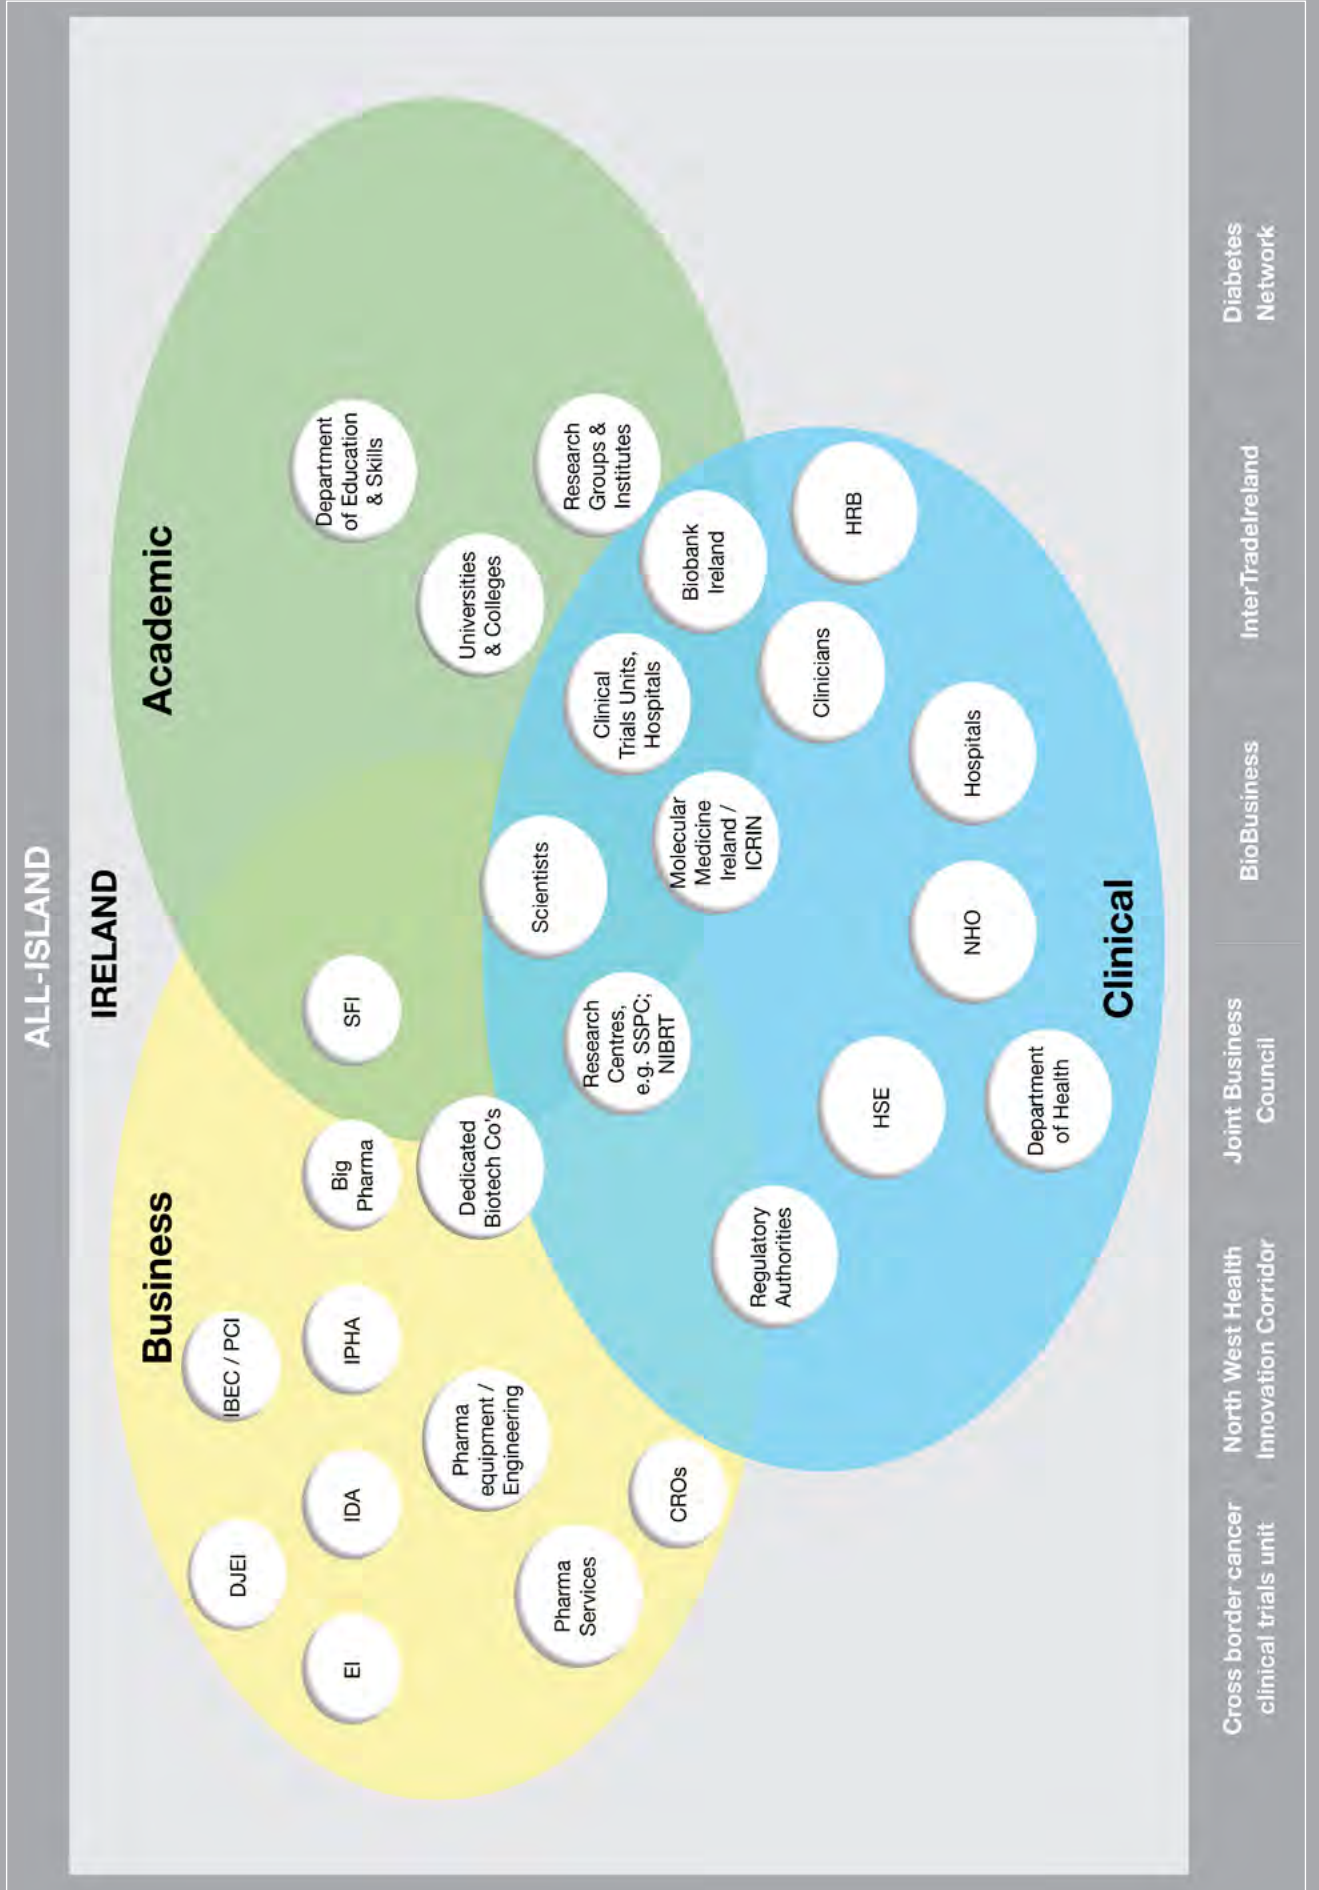 ALL-ISLAND
IRELAND
Business
Academic
IBEC / PCI
DJEI
EI
IDA
IPHA
Big
Pharma
SFI
Department
of Education
& Skills
Pharma
equipment /
Engineering
Dedicated
Biotech Co's
Universities
& Colleges
Pharma
Services
CROs
Research
Centres,
e.g. SSPC;
NIBRT
Scientists
Clinical
Trials Units,
Hospitals
Research
Groups &
Institutes
Molecular
Medicine
Ireland /
ICRIN
Biobank
Ireland
Regulatory
Authorities
Clinicians
HRB
HSE
NHO
Hospitals
Department
of Health
Clinical
Cross border cancer
clinical trials unit
North West Health
Innovation Corridor
Joint Business
Council
BioBusiness
InterTradeIreland
Diabetes
Network